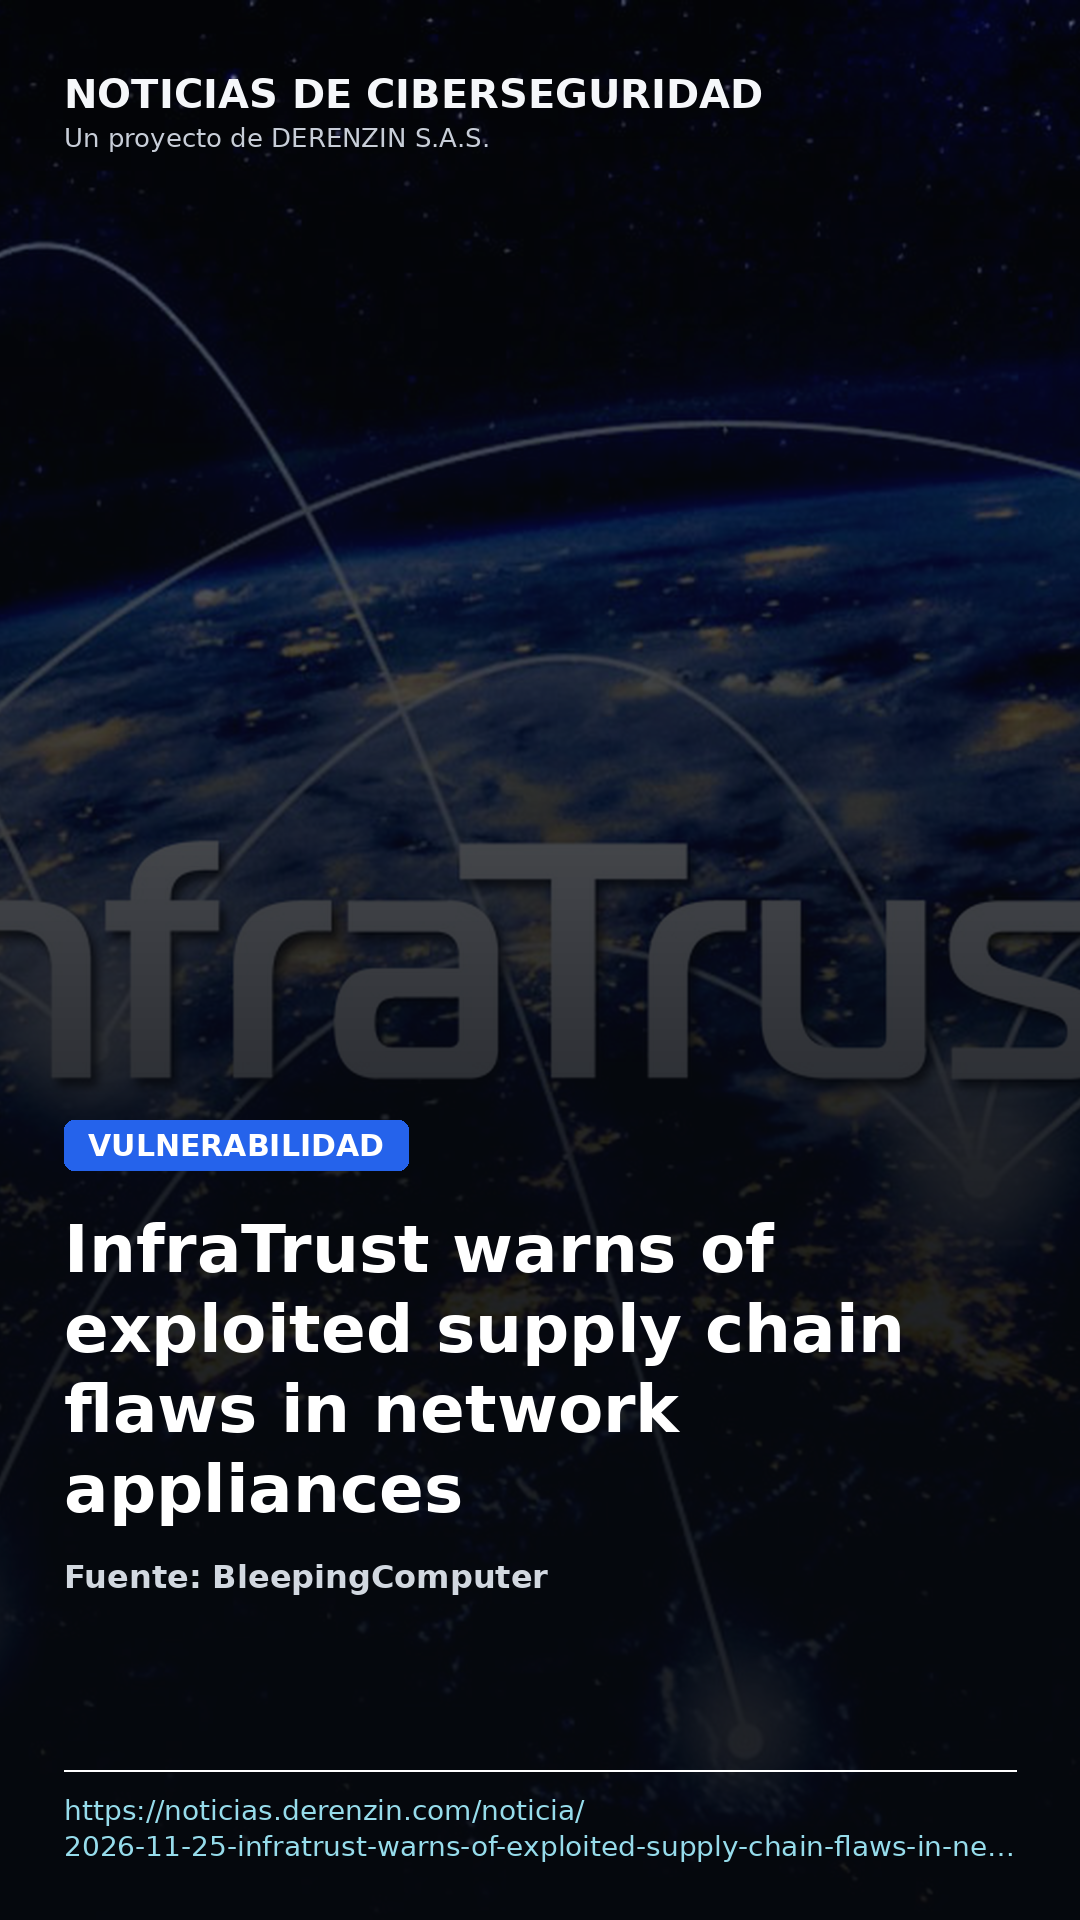 NOTICIAS DE CIBERSEGURIDAD
Un proyecto de DERENZIN S.A.S.
nfraTrus
VULNERABILIDAD
InfraTrust warns of
exploited supply chain
flaws in network
appliances
Fuente: BleepingComputer
https://noticias.derenzin.com/noticia/
2026-11-25-infratrust-warns-of-exploited-supply-chain-flaws-in-ne...